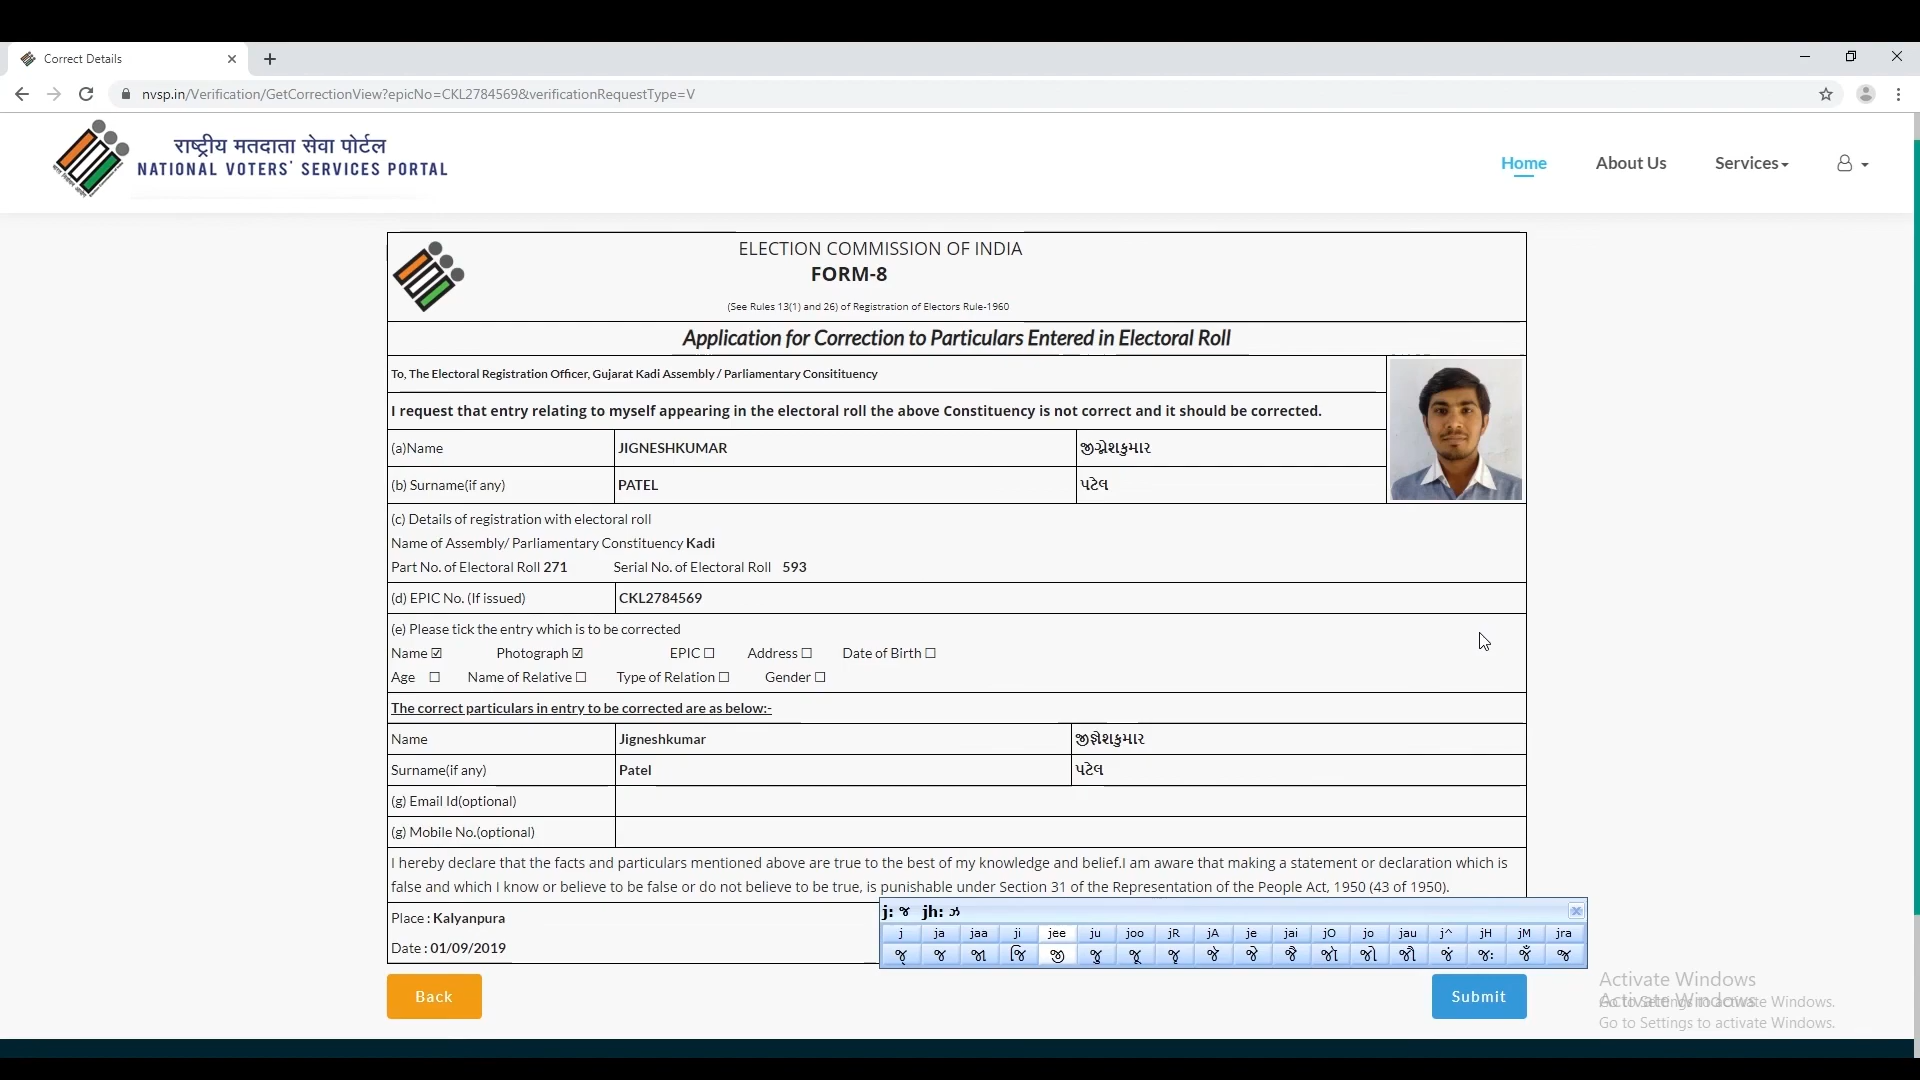 Correct Details
nvsp.in/Verification/GetCorrectionView?epicNo=CKL2784569&verificationRequestType=V
राष्ट्रीय मतदाता सेवा पोर्टल
NATIONAL VOTERS' SERVICES PORTAL
Home About Us Services
ELECTION COMMISSION OF INDIA
FORM-8
(See Rules 13(1) and 26) of Registration of Electors Rule-1960
Application for Correction to Particulars Entered in Electoral Roll
To, The Electoral Registration Officer, Gujarat Kadi Assembly / Parliamentary Consitituency
I request that entry relating to myself appearing in the electoral roll the above Constituency is not correct and it should be corrected.
(a)Name JIGNESHKUMAR જીગ્નેશકુમાર
(b) Surname(if any) PATEL પટેલ
(c) Details of registration with electoral roll
Name of Assembly/ Parliamentary Constituency Kadi
Part No. of Electoral Roll 271 Serial No. of Electoral Roll 593
(d) EPIC No. (If issued) CKL2784569
(e) Please tick the entry which is to be corrected
Name ☑ Photograph ☑ EPIC ☐ Address ☐ Date of Birth ☐
Age ☐ Name of Relative ☐ Type of Relation ☐ Gender ☐
The correct particulars in entry to be corrected are as below:-
Name Jigneshkumar જીજ્ઞેશકુમાર
Surname(if any) Patel પટેલ
(g) Email Id(optional)
(g) Mobile No.(optional)
I hereby declare that the facts and particulars mentioned above are true to the best of my knowledge and belief.I am aware that making a statement or declaration which is
false and which I know or believe to be false or do not believe to be true, is punishable under Section 31 of the Representation of the People Act, 1950 (43 of 1950).
Place : Kalyanpura
Date : 01/09/2019
j: જ jh: ઝ
j ja jaa ji jee ju joo jR jA je jai jO jo jau j^ jH jM jra
જ્ જ જા જિ જી જુ જૂ જૃ જૅ જે જૈ જૉ જો જૌ જં જઃ જઁ જ્ર
Back Submit
Activate Windows
Go to Settings to activate Windows.
Activate Windows
Go to Settings to activate Windows.